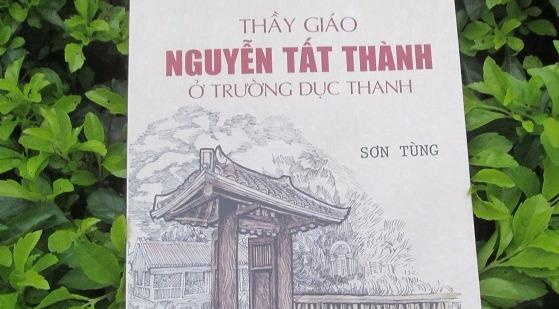 THẦY GIÁO
NGUYỄN TẤT THÀNH
Ở TRƯỜNG DỤC THANH
SƠN TÙNG